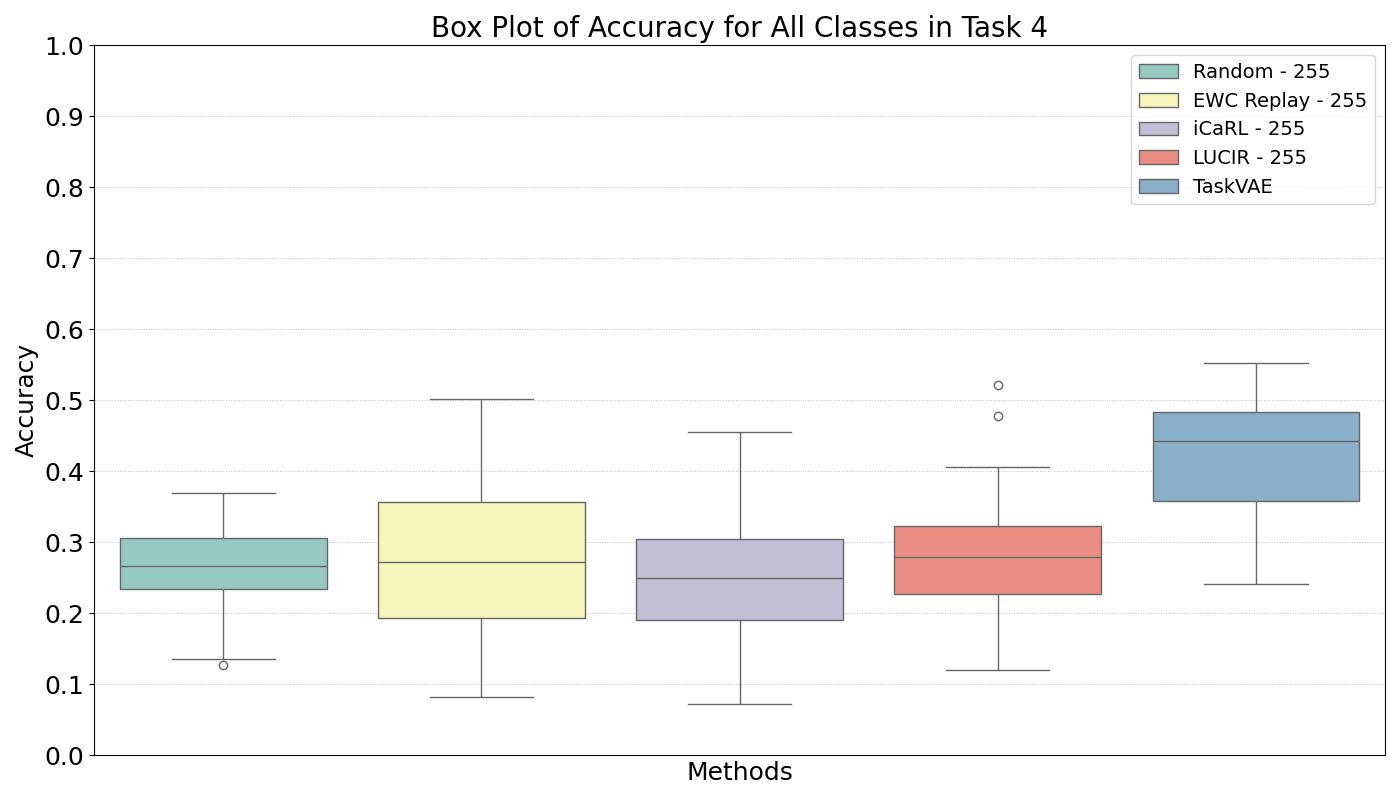 Box Plot of Accuracy for All Classes in Task 4
1.0
0.9
0.8
0.7
0.6
0.5
0.4
0.3
0.2
0.1
0.0
Accuracy
Methods
Random - 255
EWC Replay - 255
iCaRL - 255
LUCIR - 255
TaskVAE